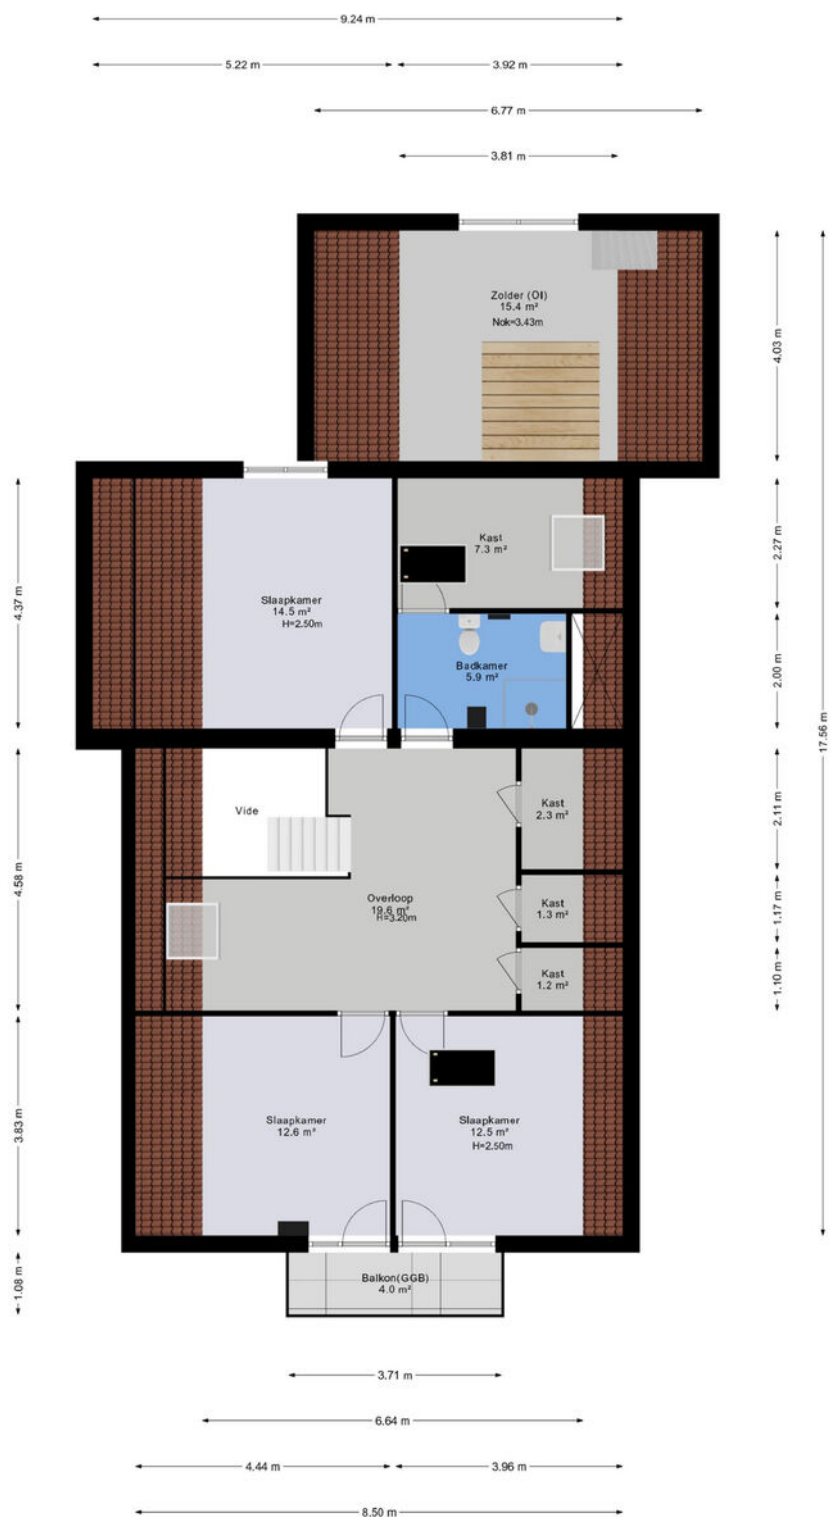 9.24 m
5.22 m
3.92 m
6.77 m
3.81 m
Zolder (OI)
15.4 m²
Nok=3.43m
4.03 m
Kast
7.3 m²
2.27 m
4.37 m
Slaapkamer
14.5 m²
H=2.50m
Badkamer
5.9 m²
2.00 m
17.56 m
Vide
Kast
2.3 m²
2.11 m
4.58 m
Overloop
19.6 m²
H=3.20m
Kast
1.3 m²
1.17 m
Kast
1.2 m²
1.10 m
3.83 m
Slaapkamer
12.6 m²
Slaapkamer
12.5 m²
H=2.50m
Balkon(GGB)
4.0 m²
1.08 m
3.71 m
6.64 m
4.44 m
3.96 m
8.50 m